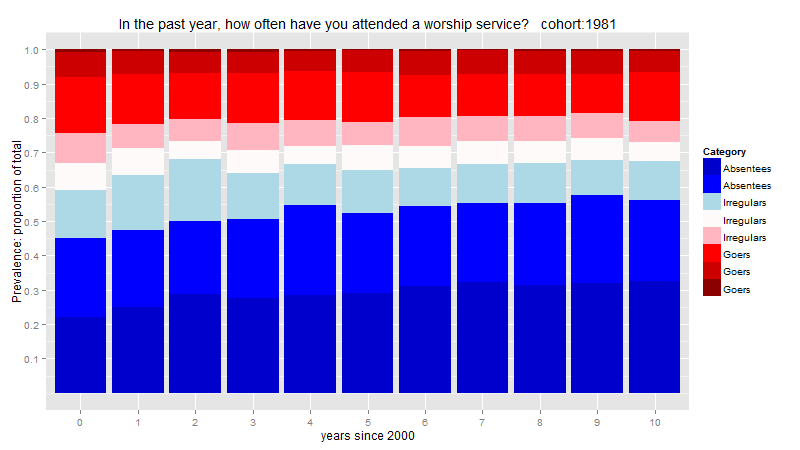 In the past year, how often have you attended a worship service?   cohort:1981
Prevalence: proportion of total
1.0
0.9
0.8
0.7
0.6
0.5
0.4
0.3
0.2
0.1
0 1 2 3 4 5 6 7 8 9 10
years since 2000
Category
Absentees
Absentees
Irregulars
Irregulars
Irregulars
Goers
Goers
Goers